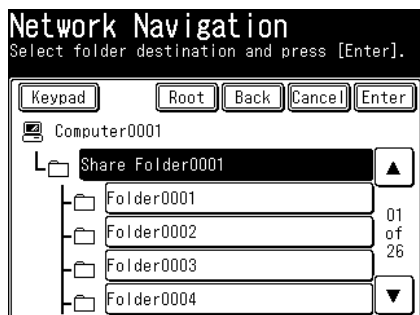 Network Navigation
Select folder destination and press [Enter].
Keypad Root Back Cancel Enter
Computer0001
Share Folder0001
Folder0001
01
Folder0002
of
26
Folder0003
Folder0004